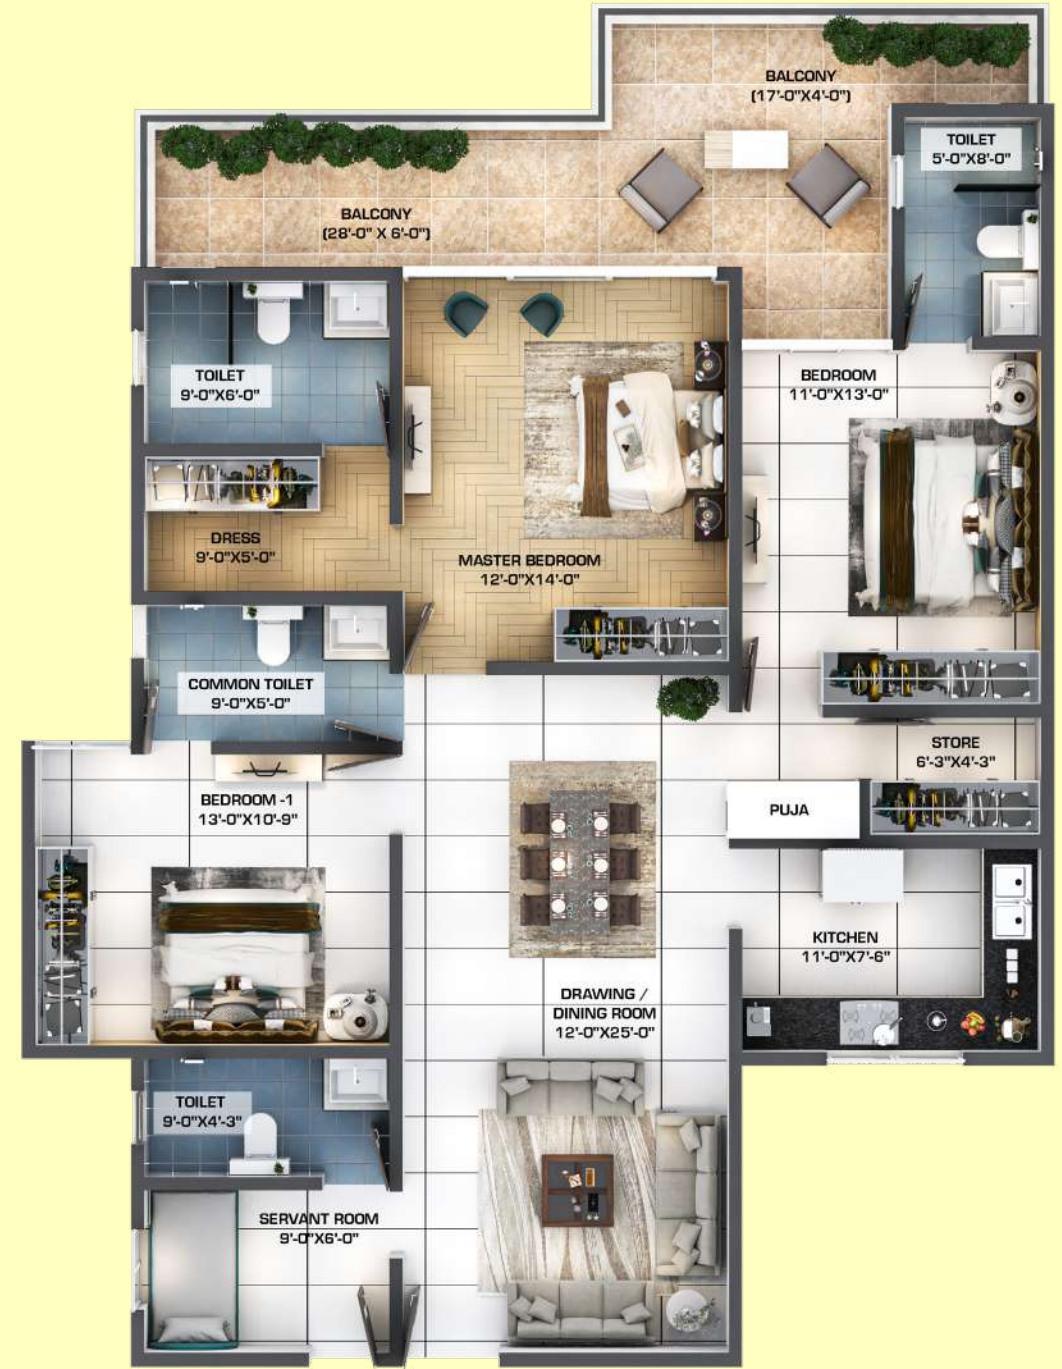 BALCONY
(17'-0"X4'-0")
TOILET
5'-0"X8'-0"
BALCONY
(28'-0" X 6'-0")
TOILET
9'-0"X6'-0"
BEDROOM
11'-0"X13'-0"
DRESS
9'-0"X5'-0"
MASTER BEDROOM
12'-0"X14'-0"
COMMON TOILET
9'-0"X5'-0"
STORE
6'-3"X4'-3"
BEDROOM -1
13'-0"X10'-9"
PUJA
KITCHEN
11'-0"X7'-6"
DRAWING /
DINING ROOM
12'-0"X25'-0"
TOILET
9'-0"X4'-3"
SERVANT ROOM
9'-0"X6'-0"